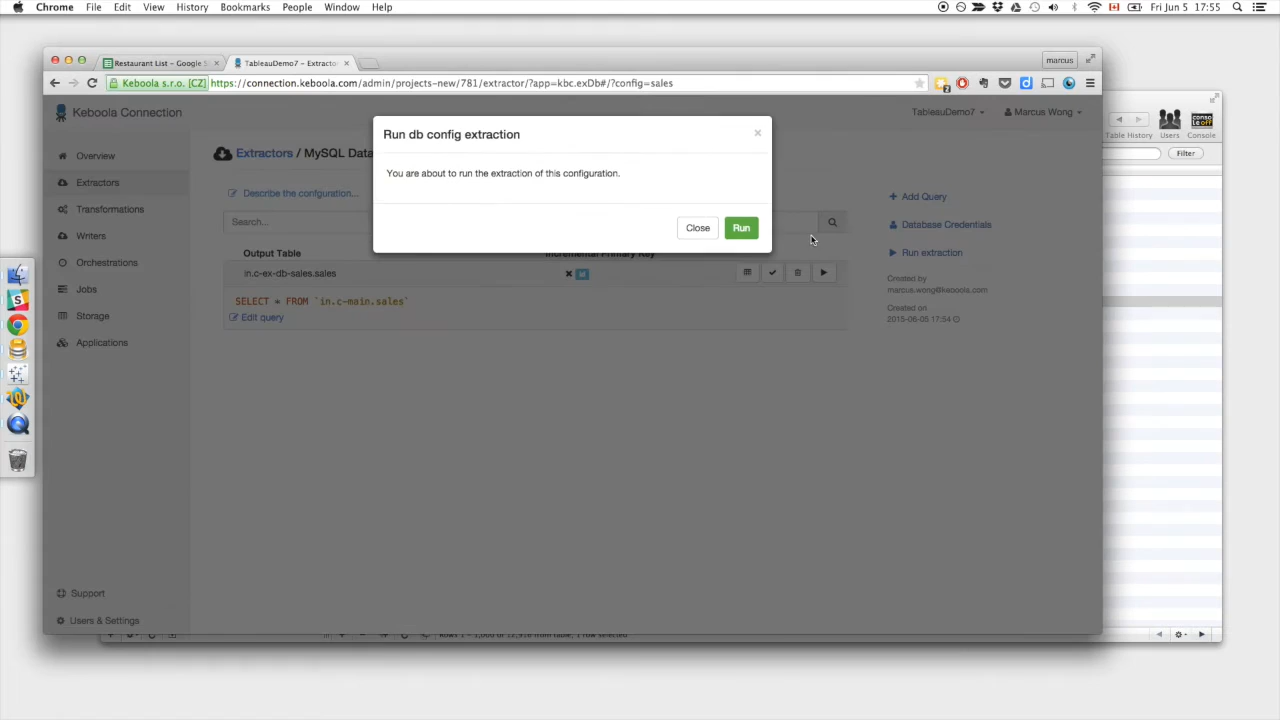 Chrome File Edit View History Bookmarks People Window Help Fri Jun 5 17:55
Restaurant List – Google S × TableauDemo7 – Extracto × marcus
Keboola s.r.o. [CZ] https://connection.keboola.com/admin/projects-new/781/extractor/?app=kbc.exDb#/?config=sales
Keboola Connection TableauDemo7 Marcus Wong
Table History Users Console
Filter
Run db config extraction ×
You are about to run the extraction of this configuration.
Close Run
Overview
Extractors
Transformations
Writers
Orchestrations
Jobs
Storage
Applications
Support
Users & Settings
Extractors / MySQL Data
Describe the configuration...
Search...
Output Table Incremental Primary Key
in.c-ex-db-sales.sales id
SELECT * FROM `in.c-main.sales`
Edit query
Add Query
Database Credentials
Run extraction
Created by
marcus.wong@keboola.com
Created on
2015-06-05 17:54